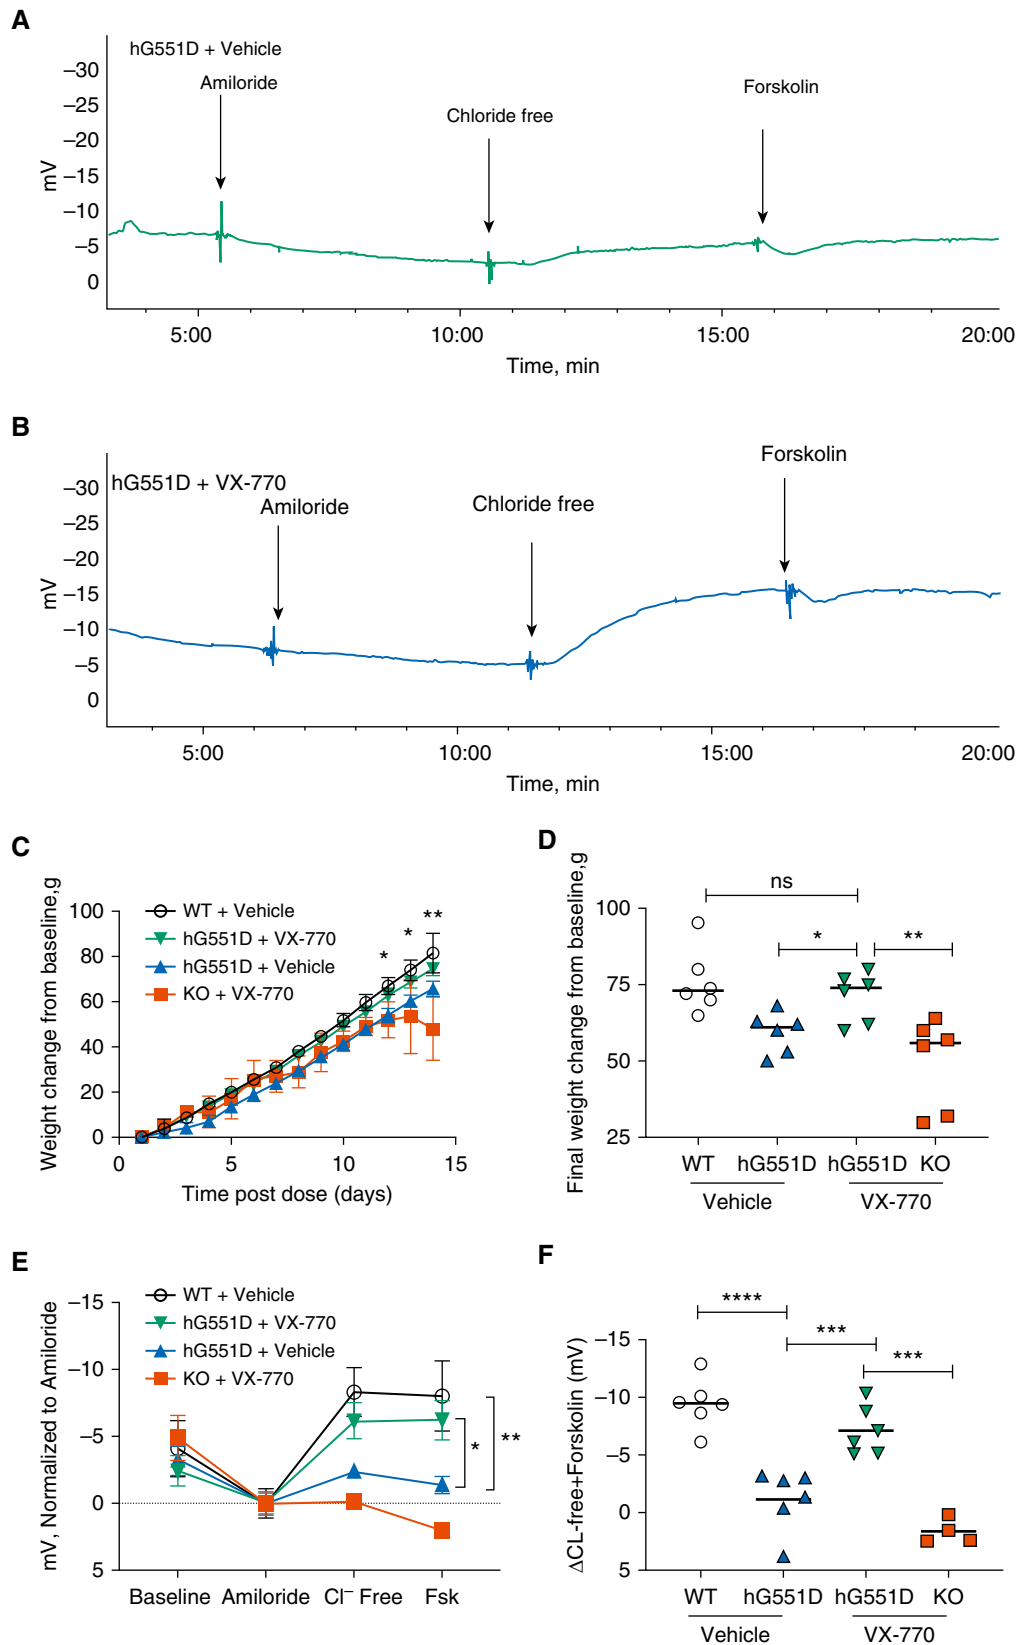 A
hG551D + Vehicle
Amiloride
Chloride free
Forskolin
mV
–30
–25
–20
–15
–10
–5
0
5:00
10:00
15:00
20:00
Time, min
B
hG551D + VX-770
Amiloride
Chloride free
Forskolin
mV
–30
–25
–20
–15
–10
–5
0
5:00
10:00
15:00
20:00
Time, min
C
Weight change from baseline,g
100
80
60
40
20
0
WT + Vehicle
hG551D + VX-770
hG551D + Vehicle
KO + VX-770
*
*
**
0
5
10
15
Time post dose (days)
D
Final weight change from baseline,g
100
75
50
25
ns
*
**
WT
hG551D
hG551D
KO
Vehicle
VX-770
E
mV, Normalized to Amiloride
–15
–10
–5
0
5
WT + Vehicle
hG551D + VX-770
hG551D + Vehicle
KO + VX-770
*
**
Baseline
Amiloride
Cl⁻ Free
Fsk
F
ΔCL-free+Forskolin (mV)
–15
–10
–5
0
5
****
***
***
WT
hG551D
hG551D
KO
Vehicle
VX-770